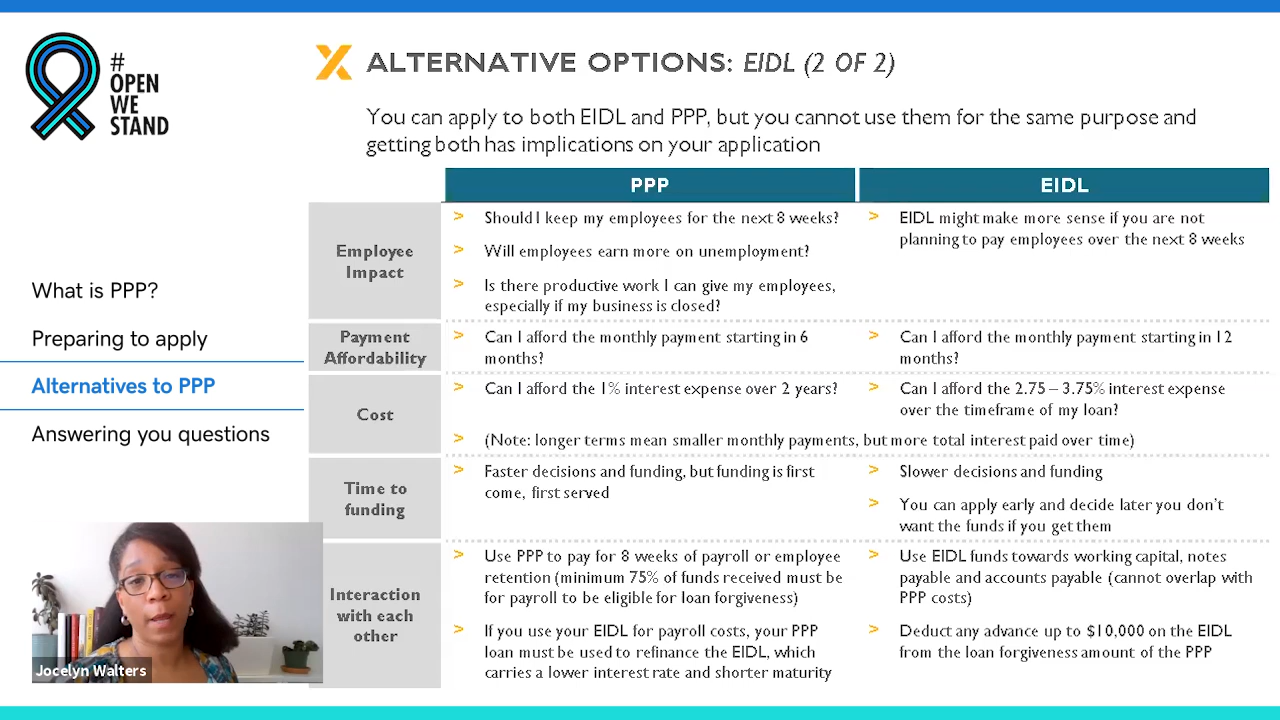 #
OPEN
WE
STAND
ALTERNATIVE OPTIONS: EIDL (2 OF 2)
You can apply to both EIDL and PPP, but you cannot use them for the same purpose and
getting both has implications on your application
What is PPP?
Preparing to apply
Alternatives to PPP
Answering you questions
PPP
EIDL
Employee
Impact
> Should I keep my employees for the next 8 weeks?
> Will employees earn more on unemployment?
> Is there productive work I can give my employees,
especially if my business is closed?
> EIDL might make more sense if you are not
planning to pay employees over the next 8 weeks
Payment
Affordability
> Can I afford the monthly payment starting in 6
months?
> Can I afford the monthly payment starting in 12
months?
Cost
> Can I afford the 1% interest expense over 2 years?
> Can I afford the 2.75 – 3.75% interest expense
over the timeframe of my loan?
> (Note: longer terms mean smaller monthly payments, but more total interest paid over time)
Time to
funding
> Faster decisions and funding, but funding is first
come, first served
> Slower decisions and funding
> You can apply early and decide later you don't
want the funds if you get them
Interaction
with each
other
> Use PPP to pay for 8 weeks of payroll or employee
retention (minimum 75% of funds received must be
for payroll to be eligible for loan forgiveness)
> If you use your EIDL for payroll costs, your PPP
loan must be used to refinance the EIDL, which
carries a lower interest rate and shorter maturity
> Use EIDL funds towards working capital, notes
payable and accounts payable (cannot overlap with
PPP costs)
> Deduct any advance up to $10,000 on the EIDL
from the loan forgiveness amount of the PPP
Jocelyn Walters